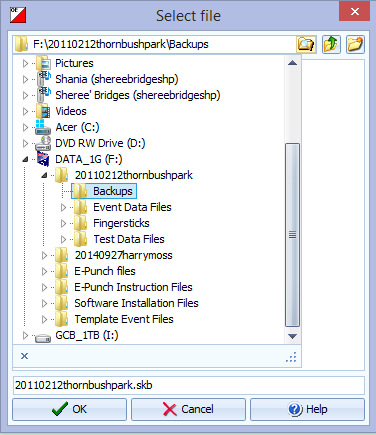 OE
Select file
F:\20110212thornbushpark\Backups
Pictures
Shania (shereebridgeshp)
Sheree' Bridges (shereebridgeshp)
Videos
Acer (C:)
DVD RW Drive (D:)
DATA_1G (F:)
20110212thornbushpark
Backups
Event Data Files
Fingersticks
Test Data Files
20140927harrymoss
E-Punch files
E-Punch Instruction Files
Software Installation Files
Template Event Files
GCB_1TB (I:)
20110212thornbushpark.skb
OK
Cancel
Help